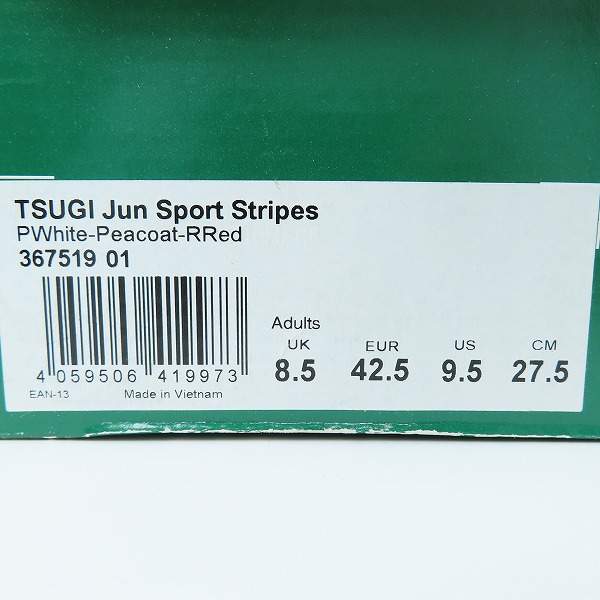 TSUGI Jun Sport Stripes
PWhite-Peacoat-RRed
367519 01
Adults
UK EUR US CM
8.5 42.5 9.5 27.5
4 059506 419973
EAN-13 Made in Vietnam